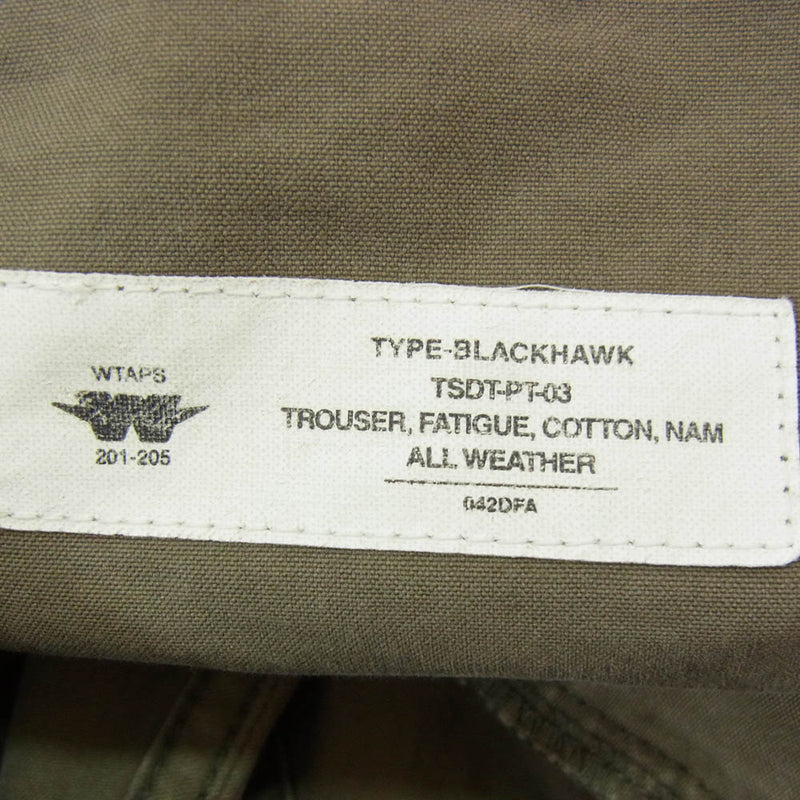 WTAPS
201-205
TYPE-BLACKHAWK
TSDT-PT-03
TROUSER, FATIGUE, COTTON, NAM
ALL WEATHER
042DFA